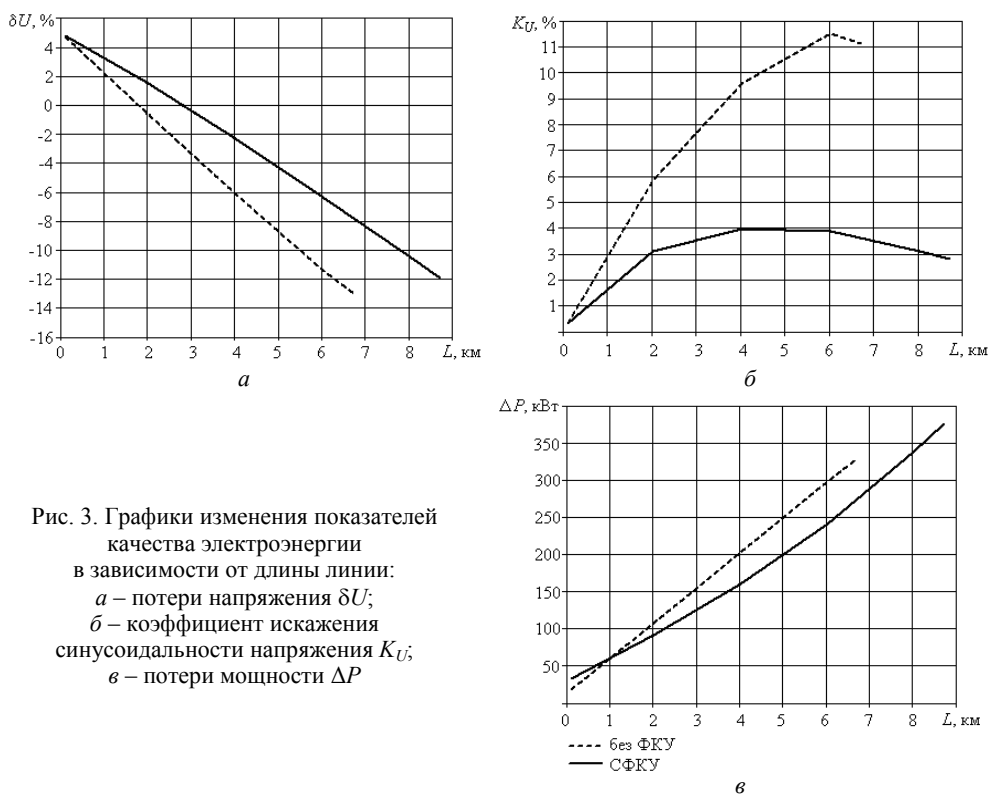 δU, %
4
2
0
-2
-4
-6
-8
-10
-12
-14
-16
0 1 2 3 4 5 6 7 8 L, км
а
K_U, %
11
10
9
8
7
6
5
4
3
2
1
0 1 2 3 4 5 6 7 8 L, км
б
ΔP, кВт
350
300
250
200
150
100
50
0 1 2 3 4 5 6 7 8 L, км
без ФКУ
СФКУ
в
Рис. 3. Графики изменения показателей
качества электроэнергии
в зависимости от длины линии:
а – потери напряжения δU;
б – коэффициент искажения
синусоидальности напряжения K_U;
в – потери мощности ΔP